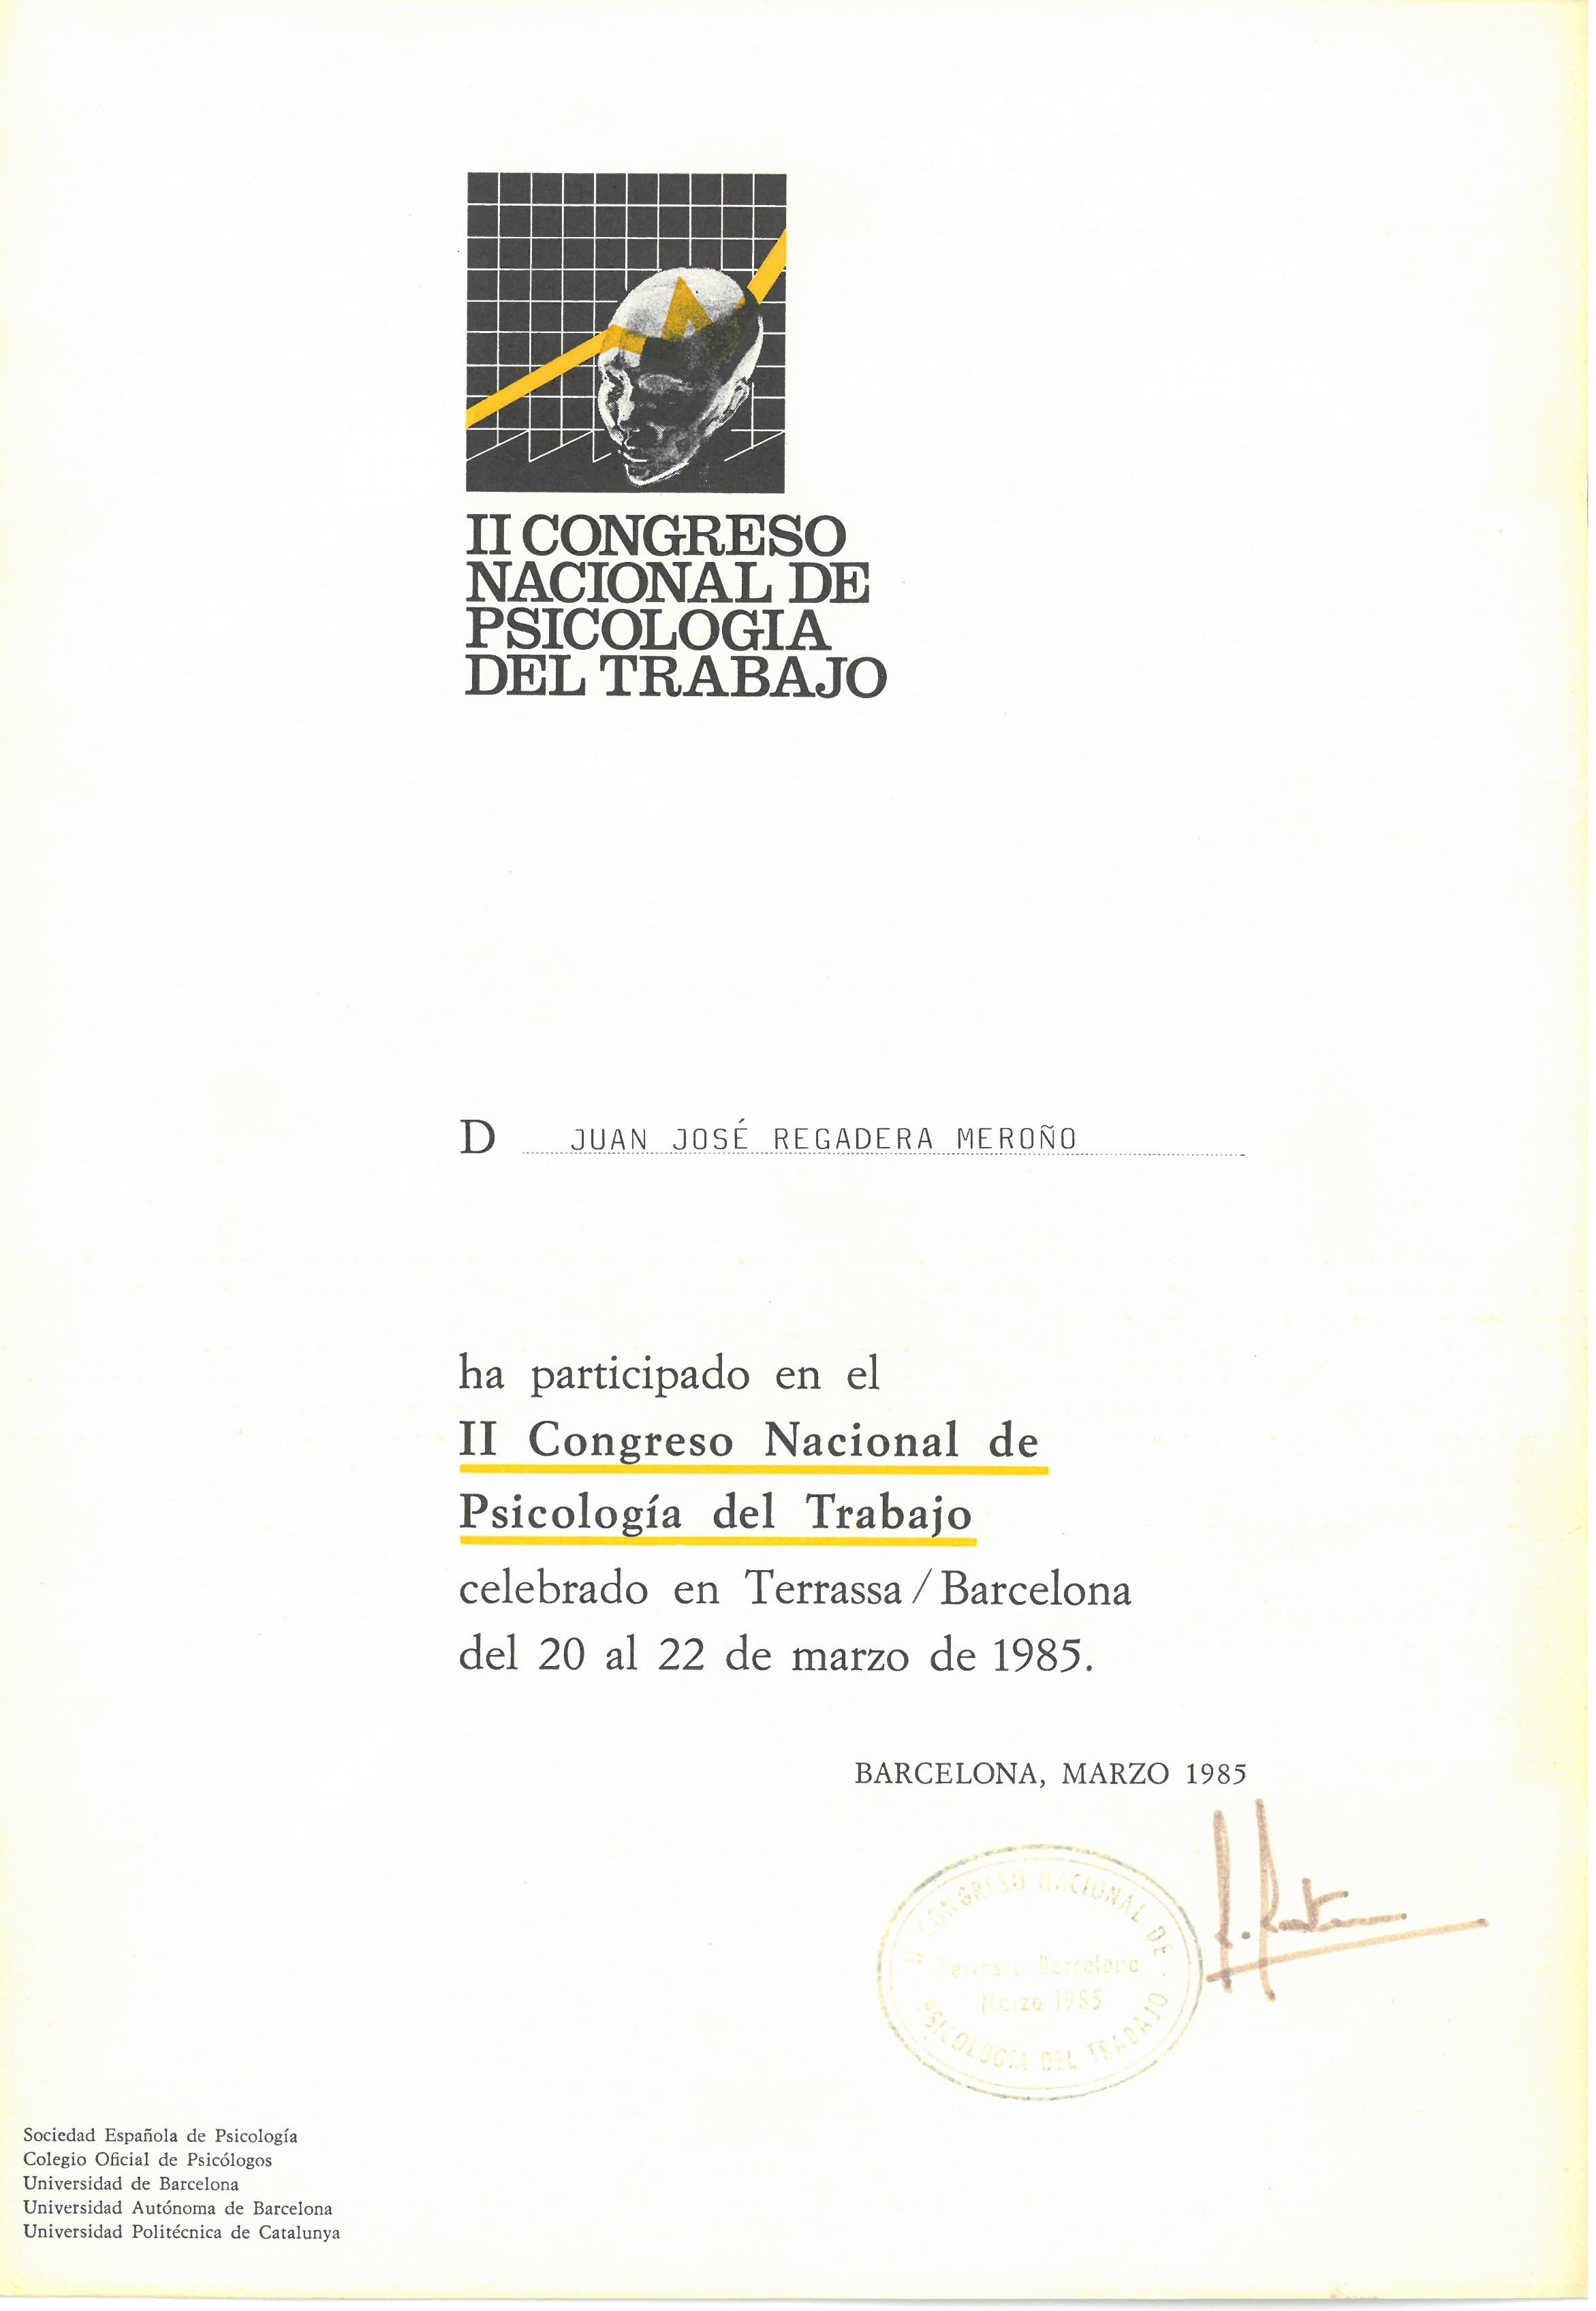 II CONGRESO
NACIONAL DE
PSICOLOGIA
DEL TRABAJO
D JUAN JOSÉ REGADERA MEROÑO
ha participado en el
II Congreso Nacional de
Psicología del Trabajo
celebrado en Terrassa / Barcelona
del 20 al 22 de marzo de 1985.
BARCELONA, MARZO 1985
II CONGRESO NACIONAL DE
Terrassa Barcelona
Marzo 1985
PSICOLOGIA DEL TRABAJO
Sociedad Española de Psicología
Colegio Oficial de Psicólogos
Universidad de Barcelona
Universidad Autónoma de Barcelona
Universidad Politécnica de Catalunya